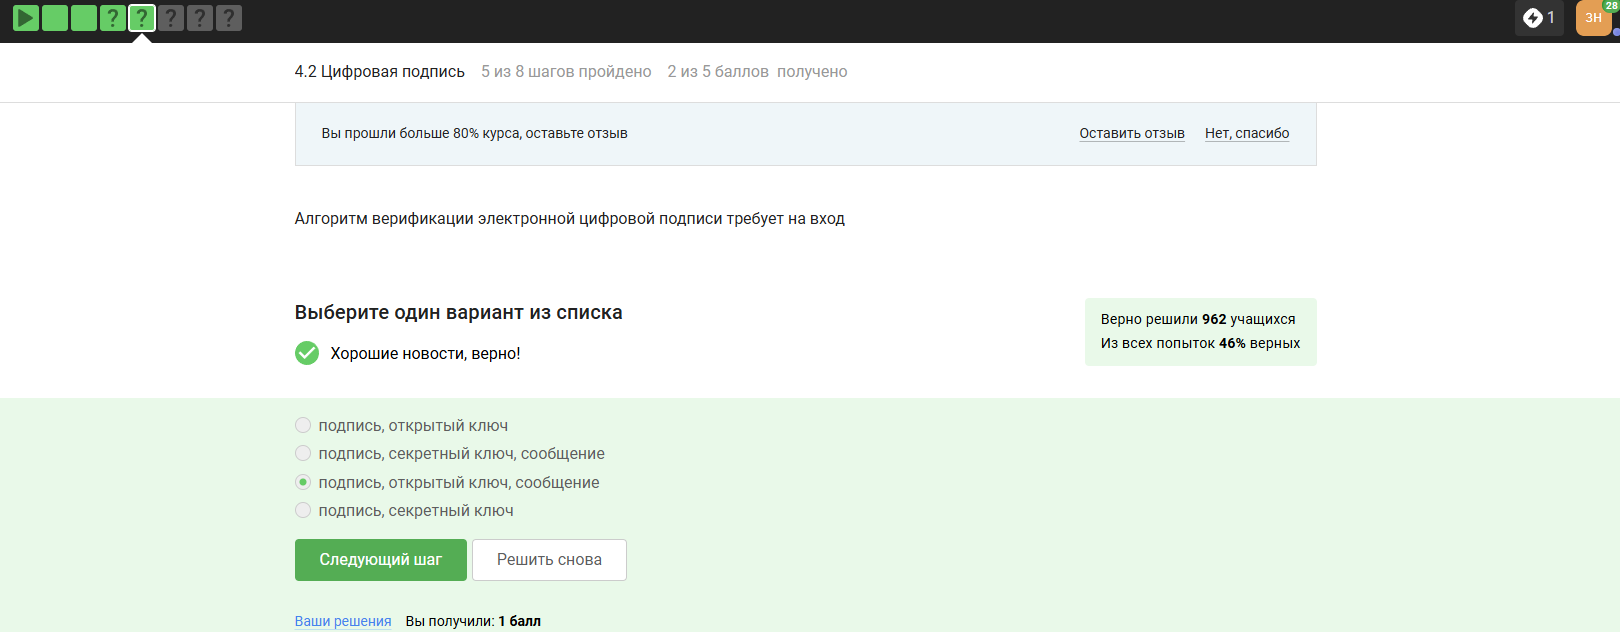 ? ? ? ? ?
1
ЗН
28
4.2 Цифровая подпись 5 из 8 шагов пройдено 2 из 5 баллов получено
Вы прошли больше 80% курса, оставьте отзыв Оставить отзыв Нет, спасибо
Алгоритм верификации электронной цифровой подписи требует на вход
Выберите один вариант из списка
Хорошие новости, верно!
Верно решили 962 учащихся
Из всех попыток 46% верных
подпись, открытый ключ
подпись, секретный ключ, сообщение
подпись, открытый ключ, сообщение
подпись, секретный ключ
Следующий шаг Решить снова
Ваши решения Вы получили: 1 балл